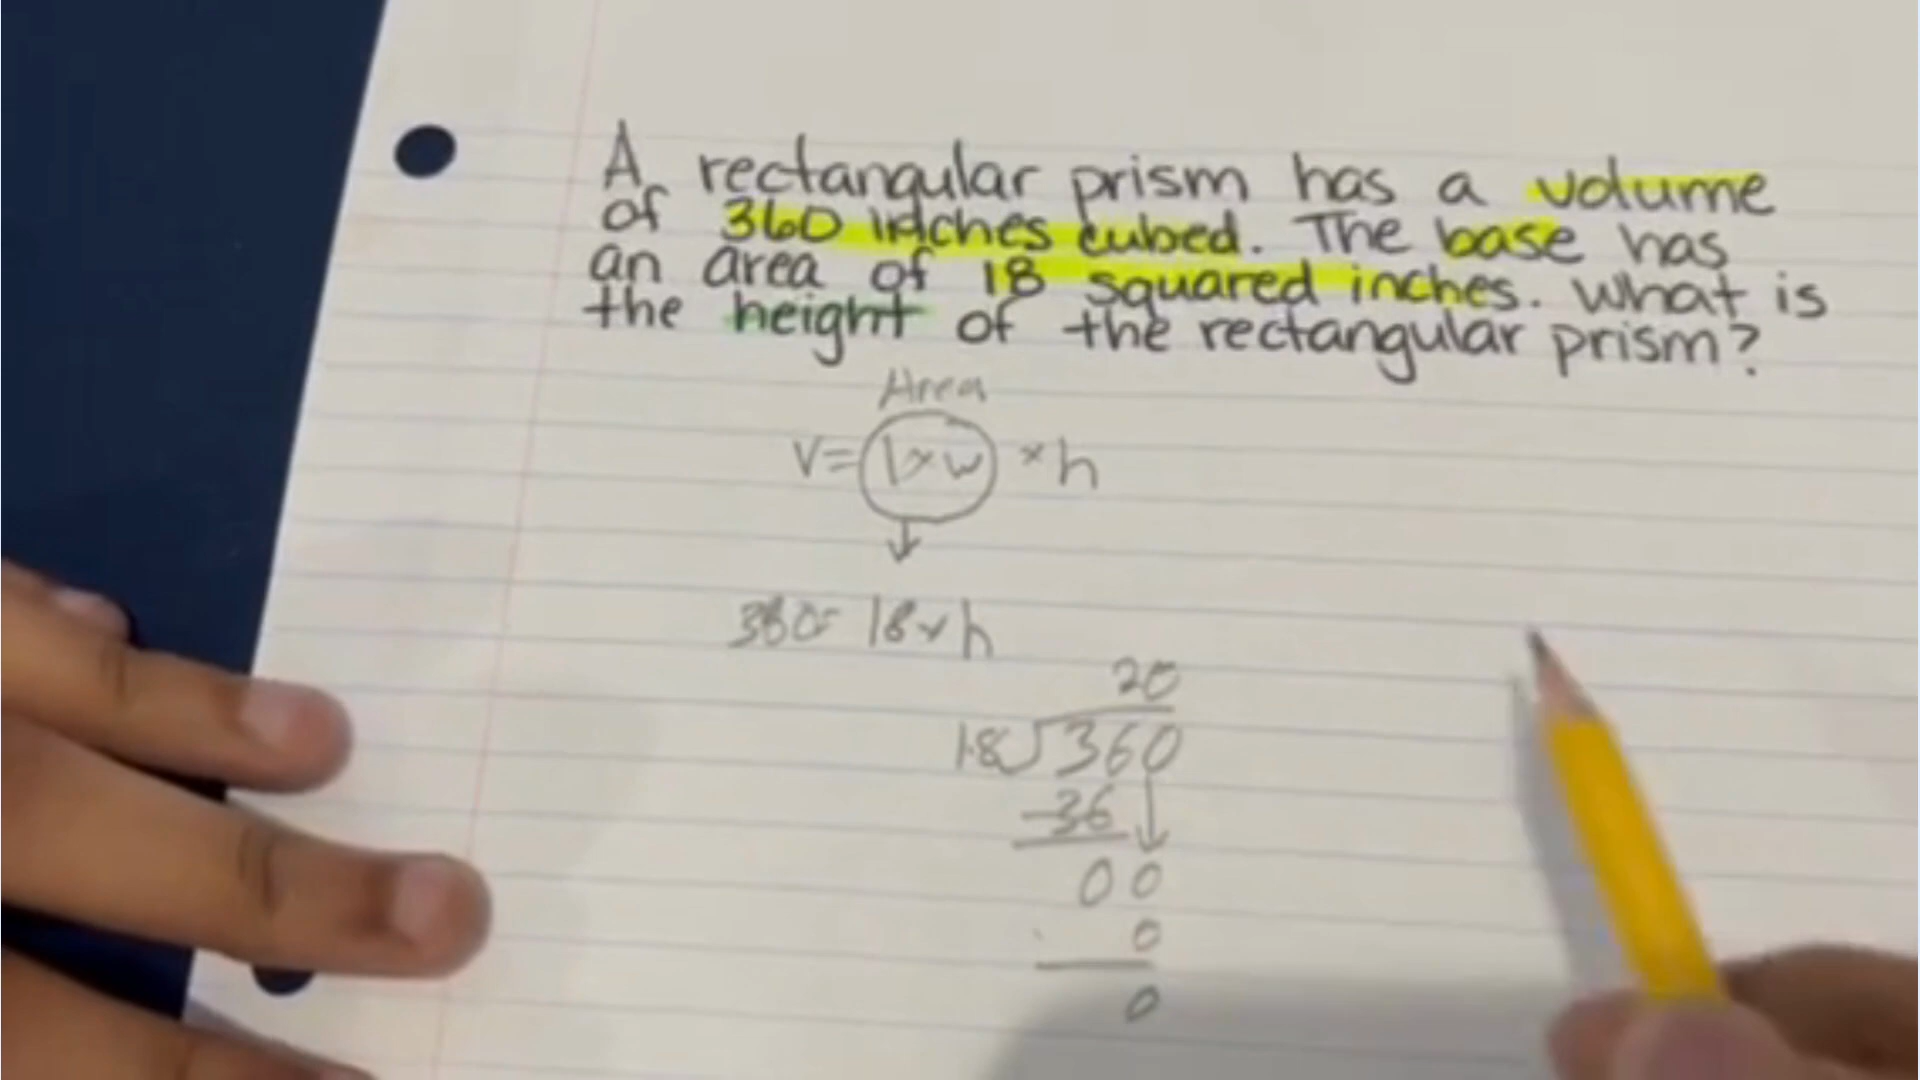 A rectangular prism has a volume
of 360 inches cubed. The base has
an area of 18 squared inches. What is
the height of the rectangular prism?
Area
V= l×w ×h
360= 18×h
20
18 360
-36
00
0
0